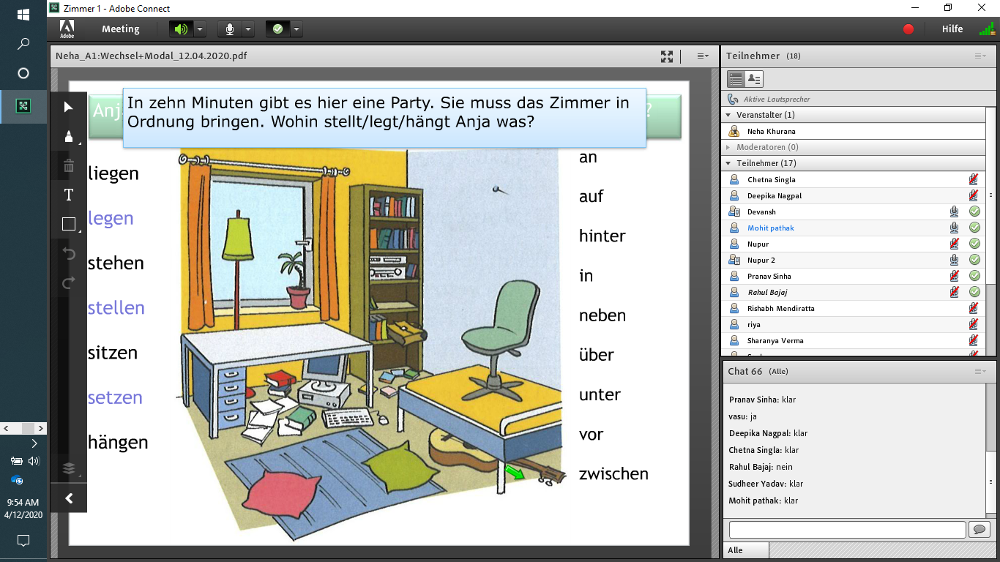 Zimmer 1 - Adobe Connect
Adobe
Meeting
Hilfe
Neha_A1:Wechsel+Modal_12.04.2020.pdf
In zehn Minuten gibt es hier eine Party. Sie muss das Zimmer in
Ordnung bringen. Wohin stellt/legt/hängt Anja was?
?
liegen
legen
stehen
stellen
sitzen
setzen
hängen
an
auf
hinter
in
neben
über
unter
vor
zwischen
T
Teilnehmer (18)
Aktive Lautsprecher
Veranstalter (1)
Neha Khurana
Moderatoren (0)
Teilnehmer (17)
Chetna Singla
Deepika Nagpal
Devansh
Mohit pathak
Nupur
Nupur 2
Pranav Sinha
Rahul Bajaj
Rishabh Mendiratta
riya
Sharanya Verma
Chat 66 (Alle)
Pranav Sinha: klar
vasu: ja
Deepika Nagpal: klar
Chetna Singla: klar
Rahul Bajaj: nein
Sudheer Yadav: klar
Mohit pathak: klar
Alle
9:54 AM
4/12/2020